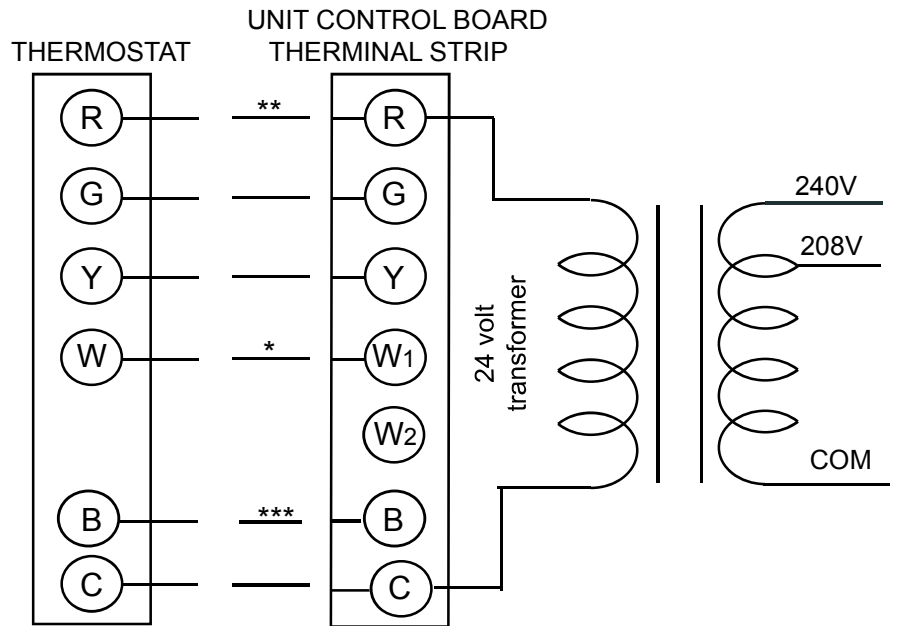 UNIT CONTROL BOARD
THERMOSTAT THERMINAL STRIP
R ** R
G G
Y Y
W * W1
W2
B *** B
C C
24 volt
transformer
240V
208V
COM